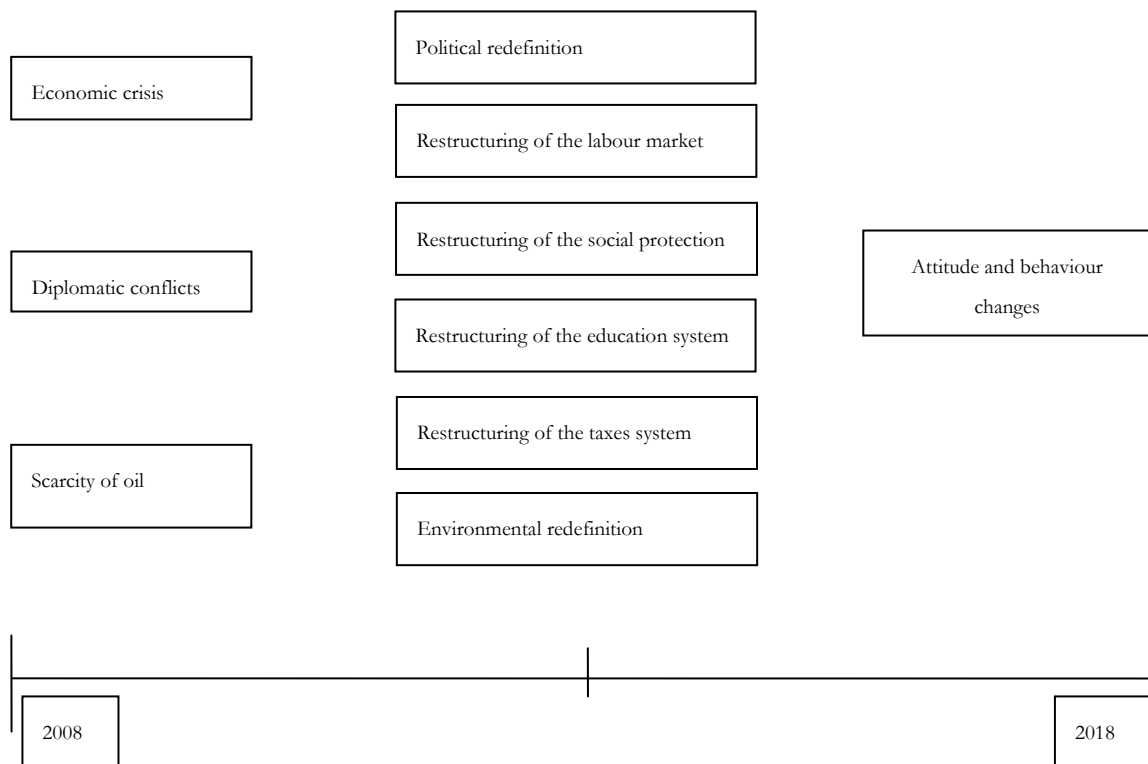 Economic crisis
Diplomatic conflicts
Scarcity of oil
Political redefinition
Restructuring of the labour market
Restructuring of the social protection
Restructuring of the education system
Restructuring of the taxes system
Environmental redefinition
Attitude and behaviour
changes
2008
2018